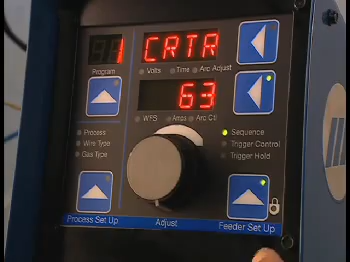 1 CRTR
Program
Volts Time Arc Adjust
63
WFS Amps Arc Ctl
Process
Wire Type
Gas Type
Sequence
Trigger Control
Trigger Hold
Process Set Up
Adjust
Feeder Set Up